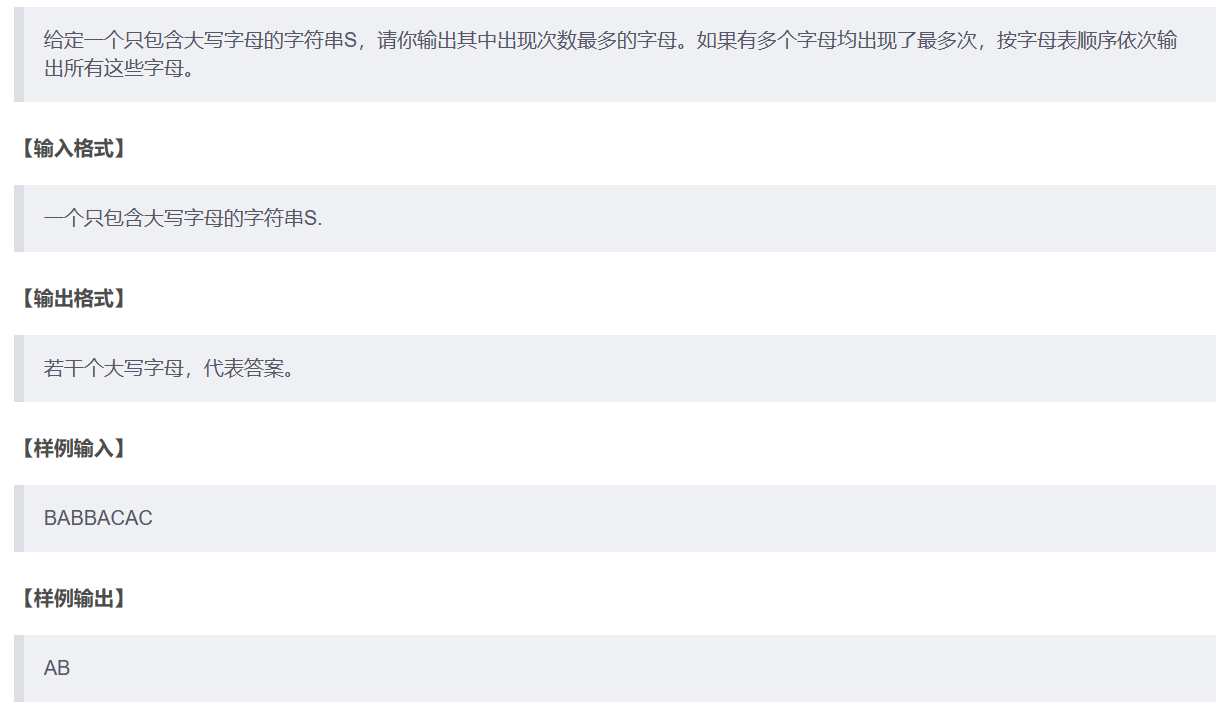 给定一个只包含大写字母的字符串S，请你输出其中出现次数最多的字母。如果有多个字母均出现了最多次，按字母表顺序依次输
出所有这些字母。
【输入格式】
一个只包含大写字母的字符串S.
【输出格式】
若干个大写字母，代表答案。
【样例输入】
BABBACAC
【样例输出】
AB